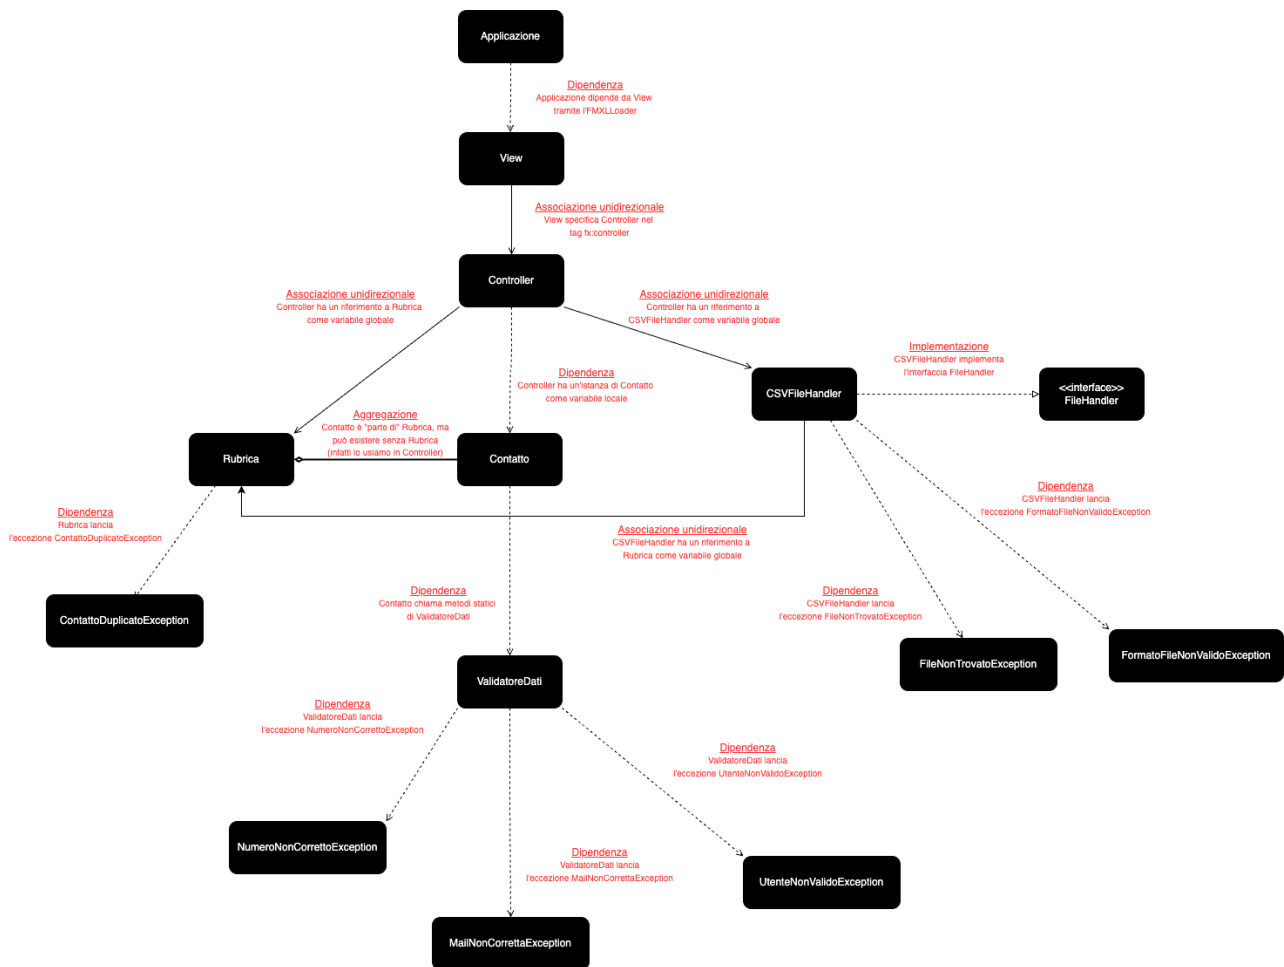 Applicazione
Dipendenza
Applicazione dipende da View
tramite l'FMXLLoader
View
Associazione unidirezionale
View specifica Controller nel
tag fx:controller
Controller
Associazione unidirezionale
Controller ha un riferimento a Rubrica
come variabile globale
Associazione unidirezionale
Controller ha un riferimento a
CSVFileHandler come variabile globale
Dipendenza
Controller ha un'istanza di Contatto
come variabile locale
Implementazione
CSVFileHandler implementa
l'interfaccia FileHandler
CSVFileHandler
<<interface>>
FileHandler
Aggregazione
Contatto è "parte di" Rubrica, ma
può esistere senza Rubrica
(infatti lo usiamo in Controller)
Rubrica
Contatto
Dipendenza
Rubrica lancia
l'eccezione ContattoDuplicatoException
Associazione unidirezionale
CSVFileHandler ha un riferimento a
Rubrica come variabile globale
Dipendenza
CSVFileHandler lancia
l'eccezione FormatoFileNonValidoException
Dipendenza
Contatto chiama metodi statici
di ValidatoreDati
Dipendenza
CSVFileHandler lancia
l'eccezione FileNonTrovatoException
ContattoDuplicatoException
FileNonTrovatoException
FormatoFileNonValidoException
ValidatoreDati
Dipendenza
ValidatoreDati lancia
l'eccezione NumeroNonCorrettoException
Dipendenza
ValidatoreDati lancia
l'eccezione UtenteNonValidoException
Dipendenza
ValidatoreDati lancia
l'eccezione MailNonCorrettaException
NumeroNonCorrettoException
UtenteNonValidoException
MailNonCorrettaException